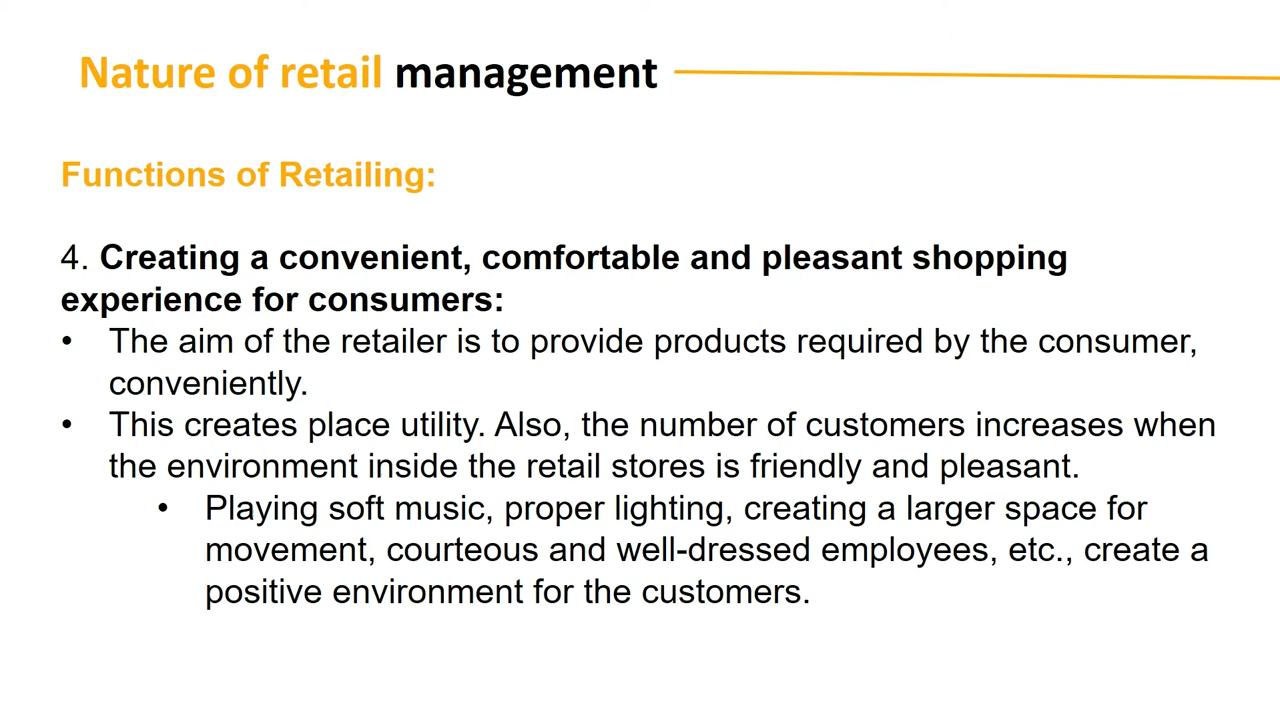 Nature of retail management
Functions of Retailing:
4. Creating a convenient, comfortable and pleasant shopping
experience for consumers:
• The aim of the retailer is to provide products required by the consumer,
conveniently.
• This creates place utility. Also, the number of customers increases when
the environment inside the retail stores is friendly and pleasant.
• Playing soft music, proper lighting, creating a larger space for
movement, courteous and well-dressed employees, etc., create a
positive environment for the customers.